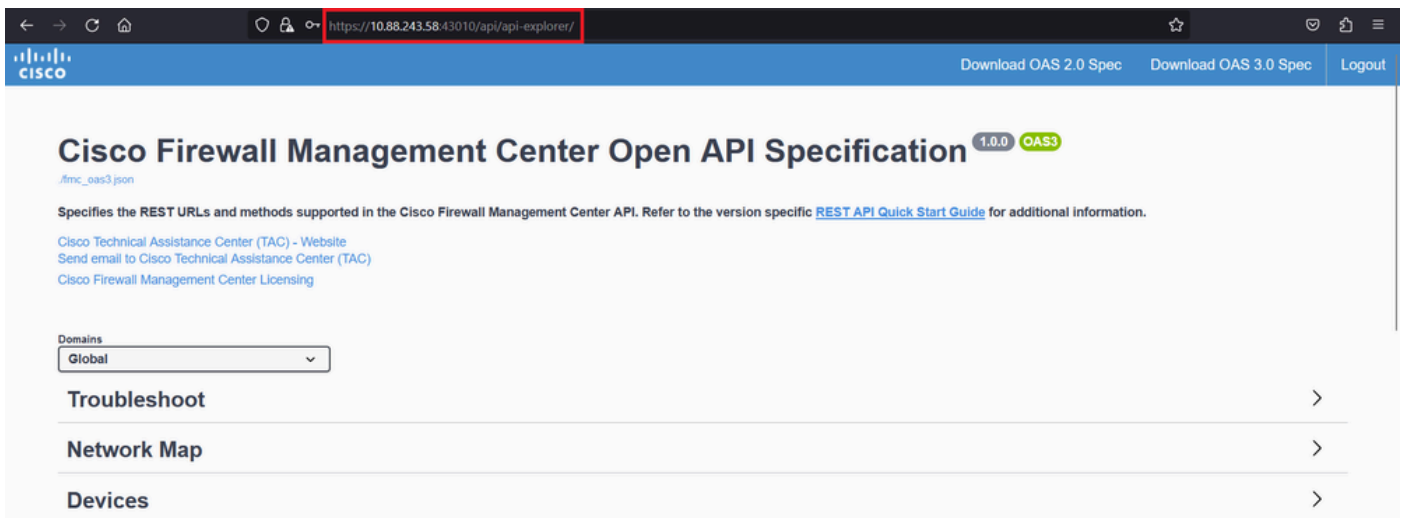 https://10.88.243.58:43010/api/api-explorer/
CISCO
Download OAS 2.0 Spec Download OAS 3.0 Spec Logout
Cisco Firewall Management Center Open API Specification 1.0.0 OAS3
./fmc_oas3.json
Specifies the REST URLs and methods supported in the Cisco Firewall Management Center API. Refer to the version specific REST API Quick Start Guide for additional information.
Cisco Technical Assistance Center (TAC) - Website
Send email to Cisco Technical Assistance Center (TAC)
Cisco Firewall Management Center Licensing
Domains
Global
Troubleshoot
Network Map
Devices